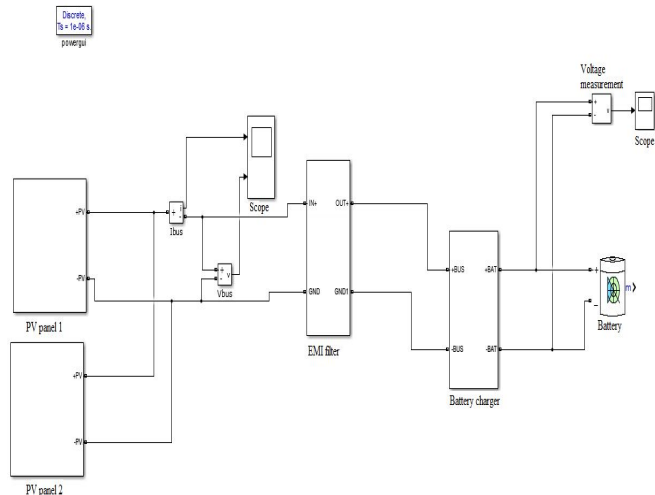 Discrete,
Ts = 1e-06 s.
powergui
Voltage
measurement
+
-
v
Scope
+PV
-PV
PV panel 1
+
i
-
Ibus
Scope
+
-
v
Vbus
IN+
OUT+
GND
GND1
EMI filter
+BUS
+BAT
-BUS
-BAT
Battery charger
+
m
-
Battery
+PV
-PV
PV panel 2